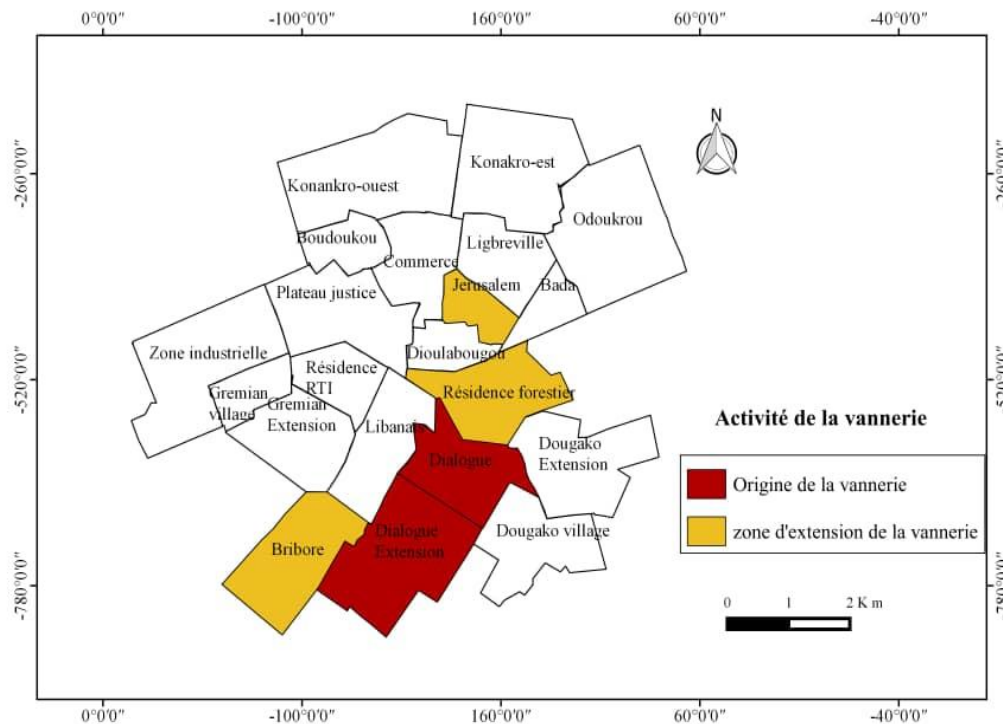 0°0'0" -100°0'0" 160°0'0" 60°0'0" -40°0'0"
-260°0'0"
-260°0'0"
-520°0'0"
-520°0'0"
-780°0'0"
-780°0'0"
N
Konakro-est
Konankro-ouest
Odoukrou
Boudoukou
Ligbreville
Commerce
Jerusalem
Bada
Plateau justice
Zone industrielle
Dioulabougou
Résidence
RTI
Gremian
village
Résidence forestier
Gremian
Extension
Libanai
Dialogue
Dougako
Extension
Dougako village
Dialogue
Extension
Bribore
Activité de la vannerie
Origine de la vannerie
zone d'extension de la vannerie
0 1 2 K m
0°0'0" -100°0'0" 160°0'0" 60°0'0" -40°0'0"